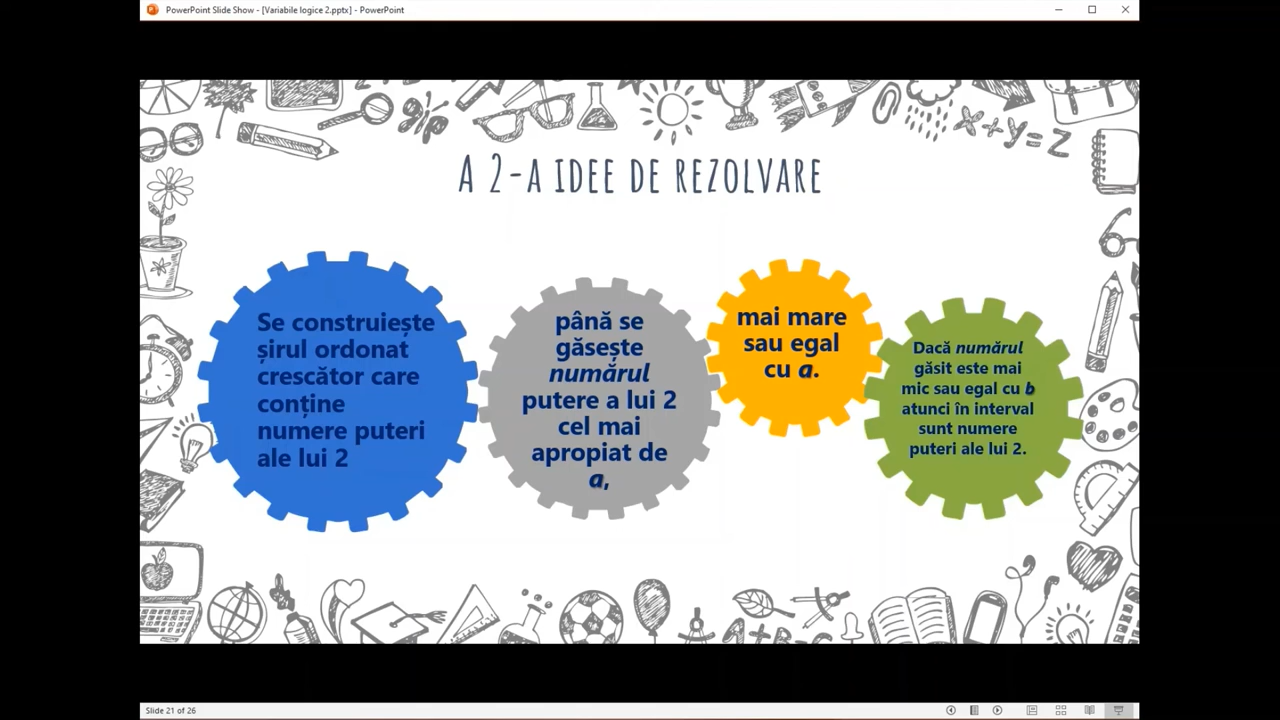 PowerPoint Slide Show - [Variabile logice 2.pptx] - PowerPoint
x+y=z
A 2-A IDEE DE REZOLVARE
Se construiește
șirul ordonat
crescător care
conține
numere puteri
ale lui 2
până se
găsește
numărul
putere a lui 2
cel mai
apropiat de
a,
mai mare
sau egal
cu a.
Dacă numărul
găsit este mai
mic sau egal cu b
atunci în interval
sunt numere
puteri ale lui 2.
Slide 21 of 26